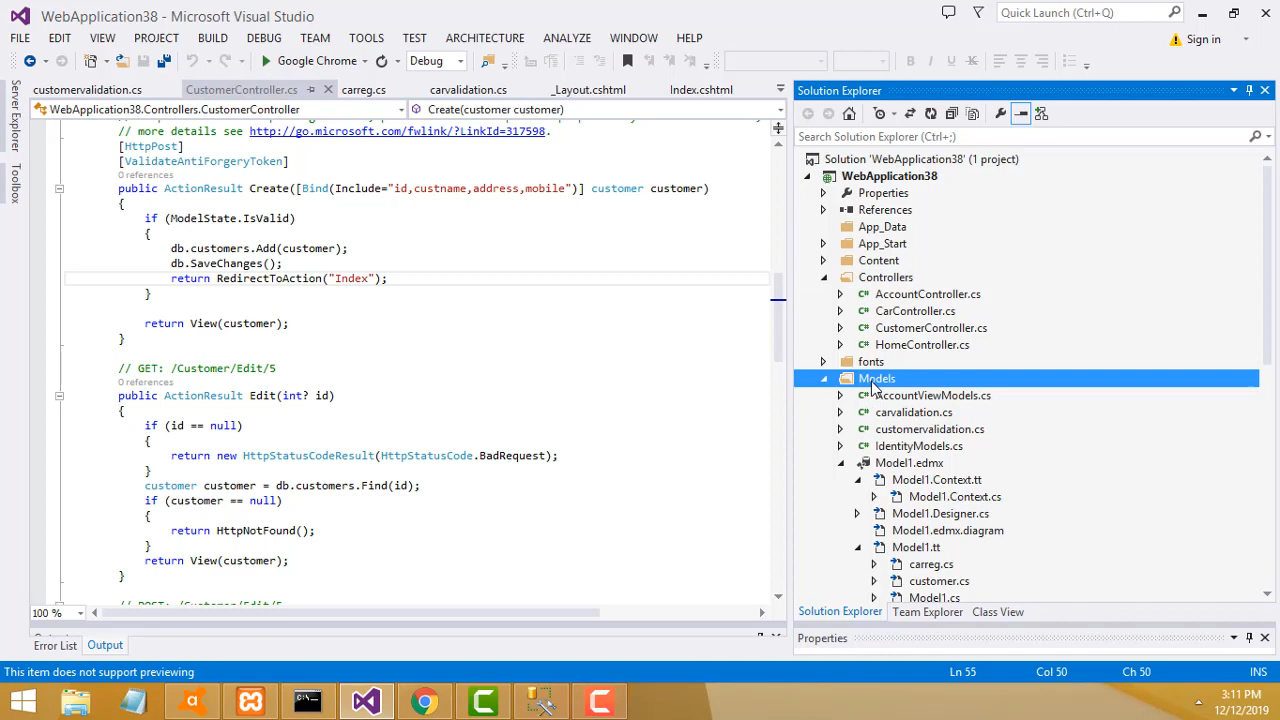 WebApplication38 - Microsoft Visual Studio
Quick Launch (Ctrl+Q)
FILE EDIT VIEW PROJECT BUILD DEBUG TEAM TOOLS TEST ARCHITECTURE ANALYZE WINDOW HELP
Sign in
Google Chrome
Debug
Server Explorer
Toolbox
customervalidation.cs
CustomerController.cs
carreg.cs
carvalidation.cs
_Layout.cshtml
Index.cshtml
WebApplication38.Controllers.CustomerController
Create(customer customer)
// more details see http://go.microsoft.com/fwlink/?LinkId=317598.
[HttpPost]
[ValidateAntiForgeryToken]
0 references
public ActionResult Create([Bind(Include="id,custname,address,mobile")] customer customer)
{
if (ModelState.IsValid)
{
db.customers.Add(customer);
db.SaveChanges();
return RedirectToAction("Index");
}
return View(customer);
}
// GET: /Customer/Edit/5
0 references
public ActionResult Edit(int? id)
{
if (id == null)
{
return new HttpStatusCodeResult(HttpStatusCode.BadRequest);
}
customer customer = db.customers.Find(id);
if (customer == null)
{
return HttpNotFound();
}
return View(customer);
}
// POST: /Customer/Edit/5
100 %
Error List
Output
Solution Explorer
Search Solution Explorer (Ctrl+;)
Solution 'WebApplication38' (1 project)
WebApplication38
Properties
References
App_Data
App_Start
Content
Controllers
C# AccountController.cs
C# CarController.cs
C# CustomerController.cs
C# HomeController.cs
fonts
Models
C# AccountViewModels.cs
C# carvalidation.cs
C# customervalidation.cs
C# IdentityModels.cs
Model1.edmx
Model1.Context.tt
Model1.Context.cs
Model1.Designer.cs
Model1.edmx.diagram
Model1.tt
carreg.cs
customer.cs
Model1.cs
Solution Explorer
Team Explorer
Class View
Properties
This item does not support previewing
Ln 55
Col 50
Ch 50
INS
3:11 PM
12/12/2019